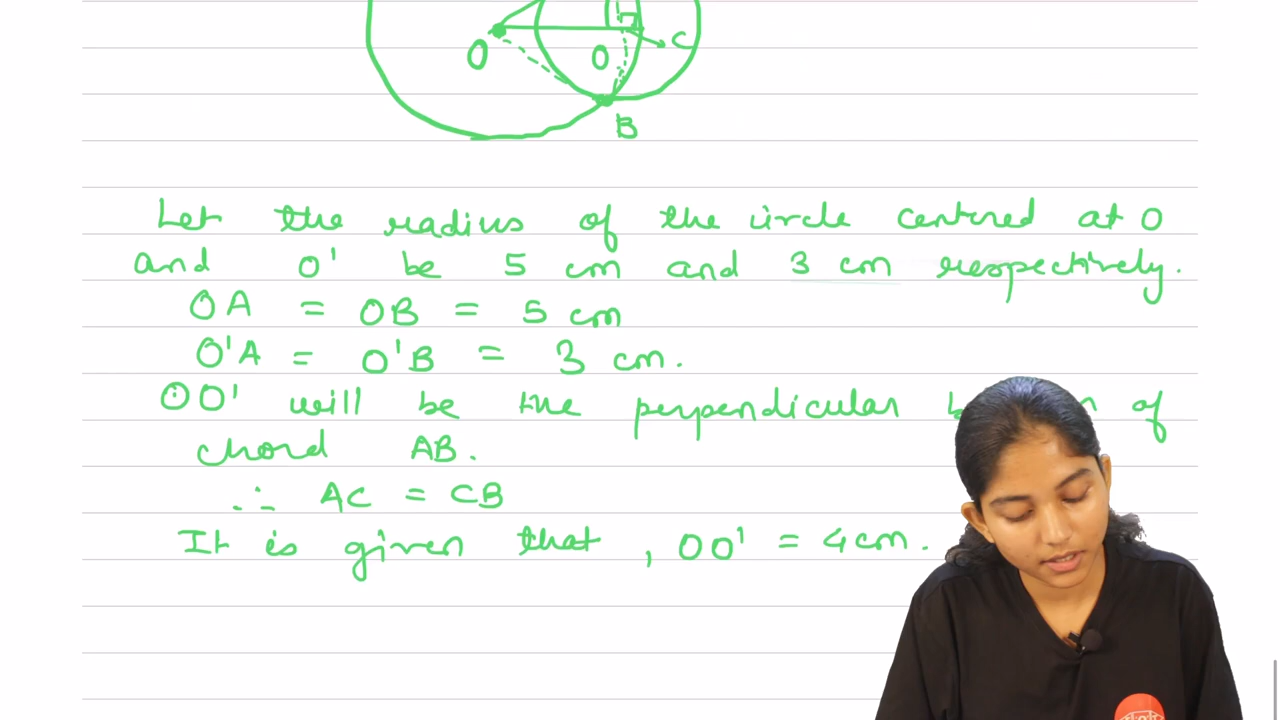 O
O
C
B
Let the radius of the circle centered at O
and O' be 5 cm and 3 cm respectively.
OA = OB = 5 cm
O'A = O'B = 3 cm.
OO' will be the perpendicular of
chord AB.
∴ AC = CB
It is given that, OO' = 4cm.